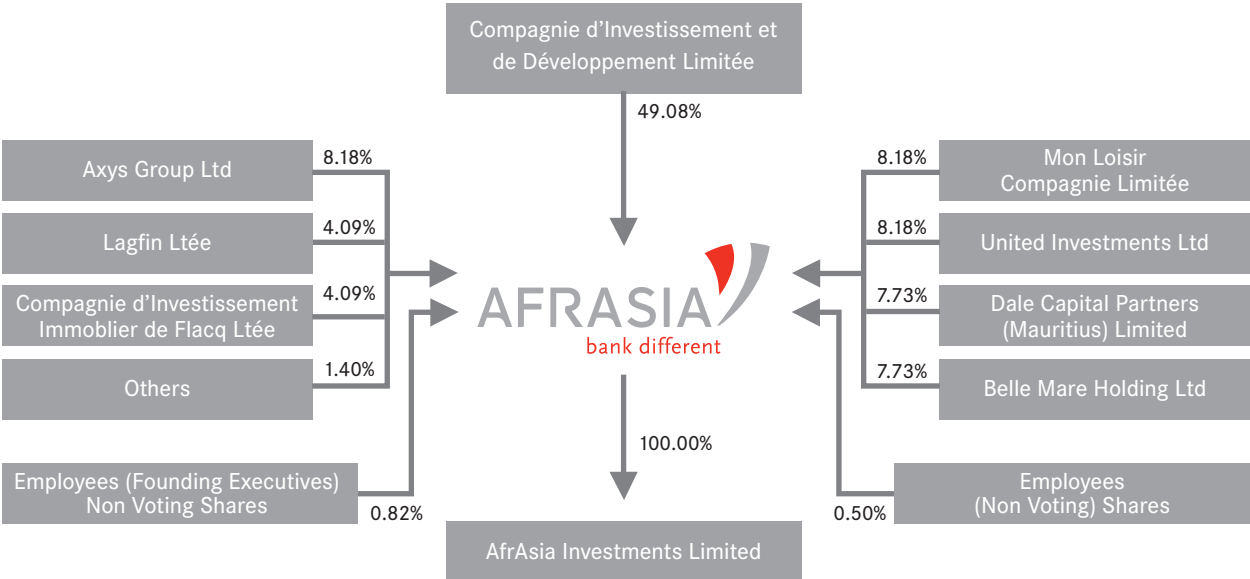 Compagnie d'Investissement et
de Développement Limitée
49.08%
Axys Group Ltd
8.18%
Lagfin Ltée
4.09%
Compagnie d'Investissement
Immoblier de Flacq Ltée
4.09%
Others
1.40%
Employees (Founding Executives)
Non Voting Shares
0.82%
AFRASIA
bank different
100.00%
AfrAsia Investments Limited
8.18%
Mon Loisir
Compagnie Limitée
8.18%
United Investments Ltd
7.73%
Dale Capital Partners
(Mauritius) Limited
7.73%
Belle Mare Holding Ltd
0.50%
Employees
(Non Voting) Shares